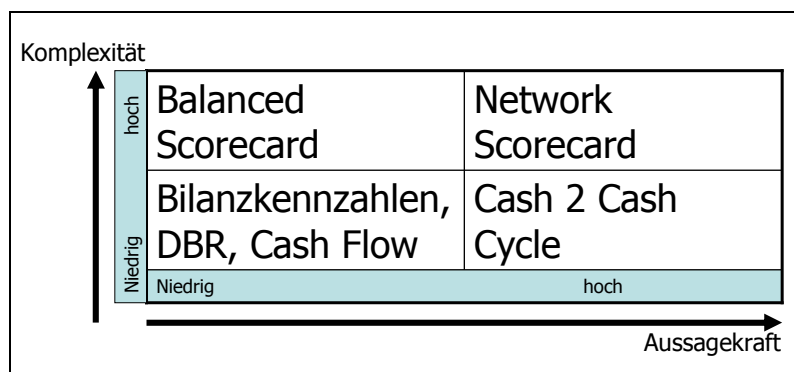 Komplexität
hoch
Balanced
Scorecard
Network
Scorecard
Niedrig
Bilanzkennzahlen,
DBR, Cash Flow
Cash 2 Cash
Cycle
Niedrig
hoch
Aussagekraft